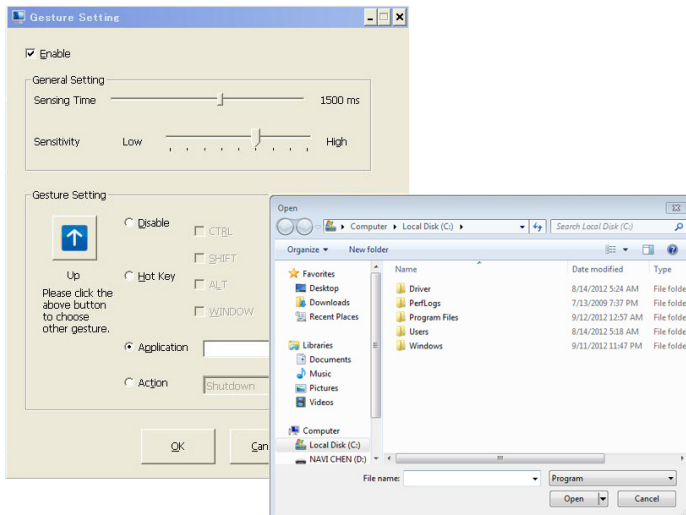 Gesture Setting
Enable
General Setting
Sensing Time 1500 ms
Sensitivity Low High
Gesture Setting
Up
Please click the
above button
to choose
other gesture.
Disable
Hot Key
Application
Action
CTRL
SHIFT
ALT
WINDOW
Shutdown
OK
Can
Open
Computer Local Disk (C:) Search Local Disk (C:)
Organize New folder
Favorites
Desktop
Downloads
Recent Places
Libraries
Documents
Music
Pictures
Videos
Computer
Local Disk (C:)
NAVI CHEN (D:)
Name Date modified Type
Driver 8/14/2012 5:24 AM File folde
PerfLogs 7/13/2009 7:37 PM File folde
Program Files 9/12/2012 12:57 AM File folde
Users 8/14/2012 5:18 AM File folde
Windows 9/11/2012 11:47 PM File folde
File name: Program
Open Cancel